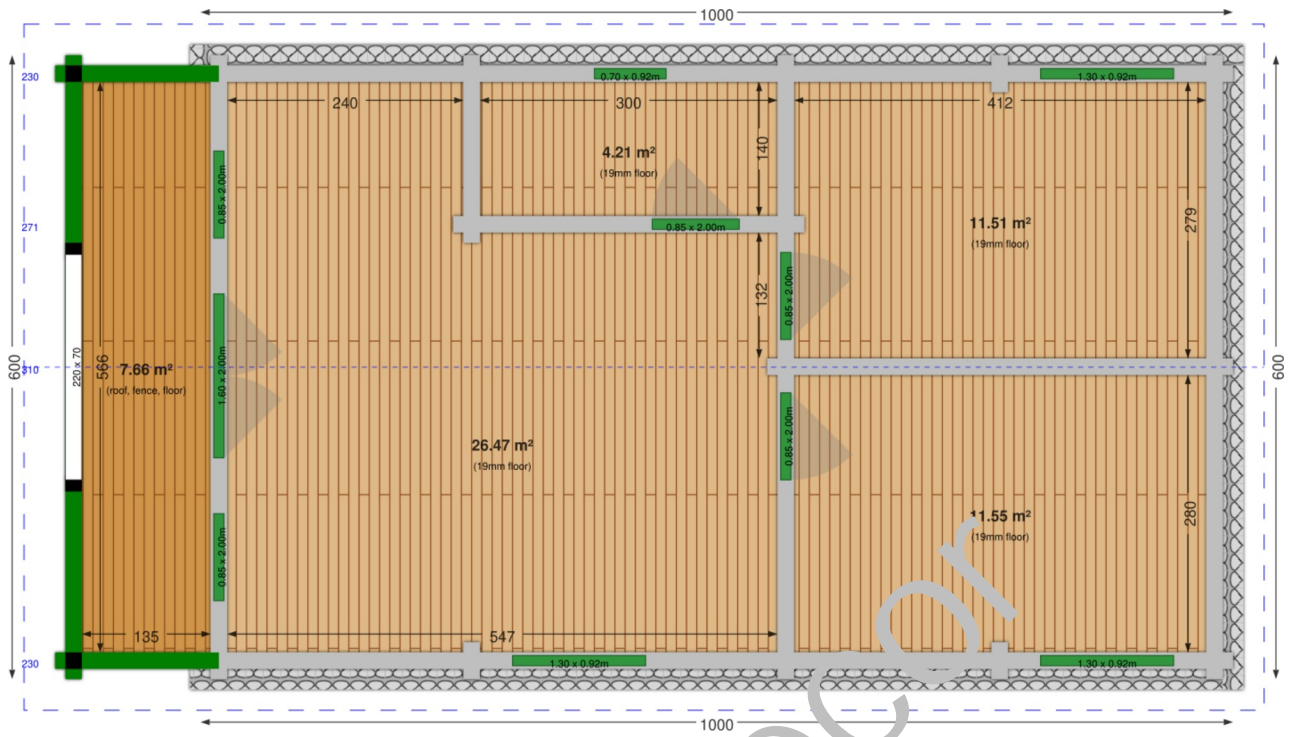 1000
230
0.70 x 0.92m
1.30 x 0.92m
240
300
412
4.21 m²
(19mm floor)
140
0.85 x 2.00m
271
0.85 x 2.00m
11.51 m²
(19mm floor)
279
132
0.85 x 2.00m
600
310
566
7.66 m²
(roof, fence, floor)
220 x 70
1.60 x 2.00m
600
0.85 x 2.00m
26.47 m²
(19mm floor)
11.55 m²
(19mm floor)
280
0.85 x 2.00m
135
547
230
1.30 x 0.92m
1.30 x 0.92m
1000